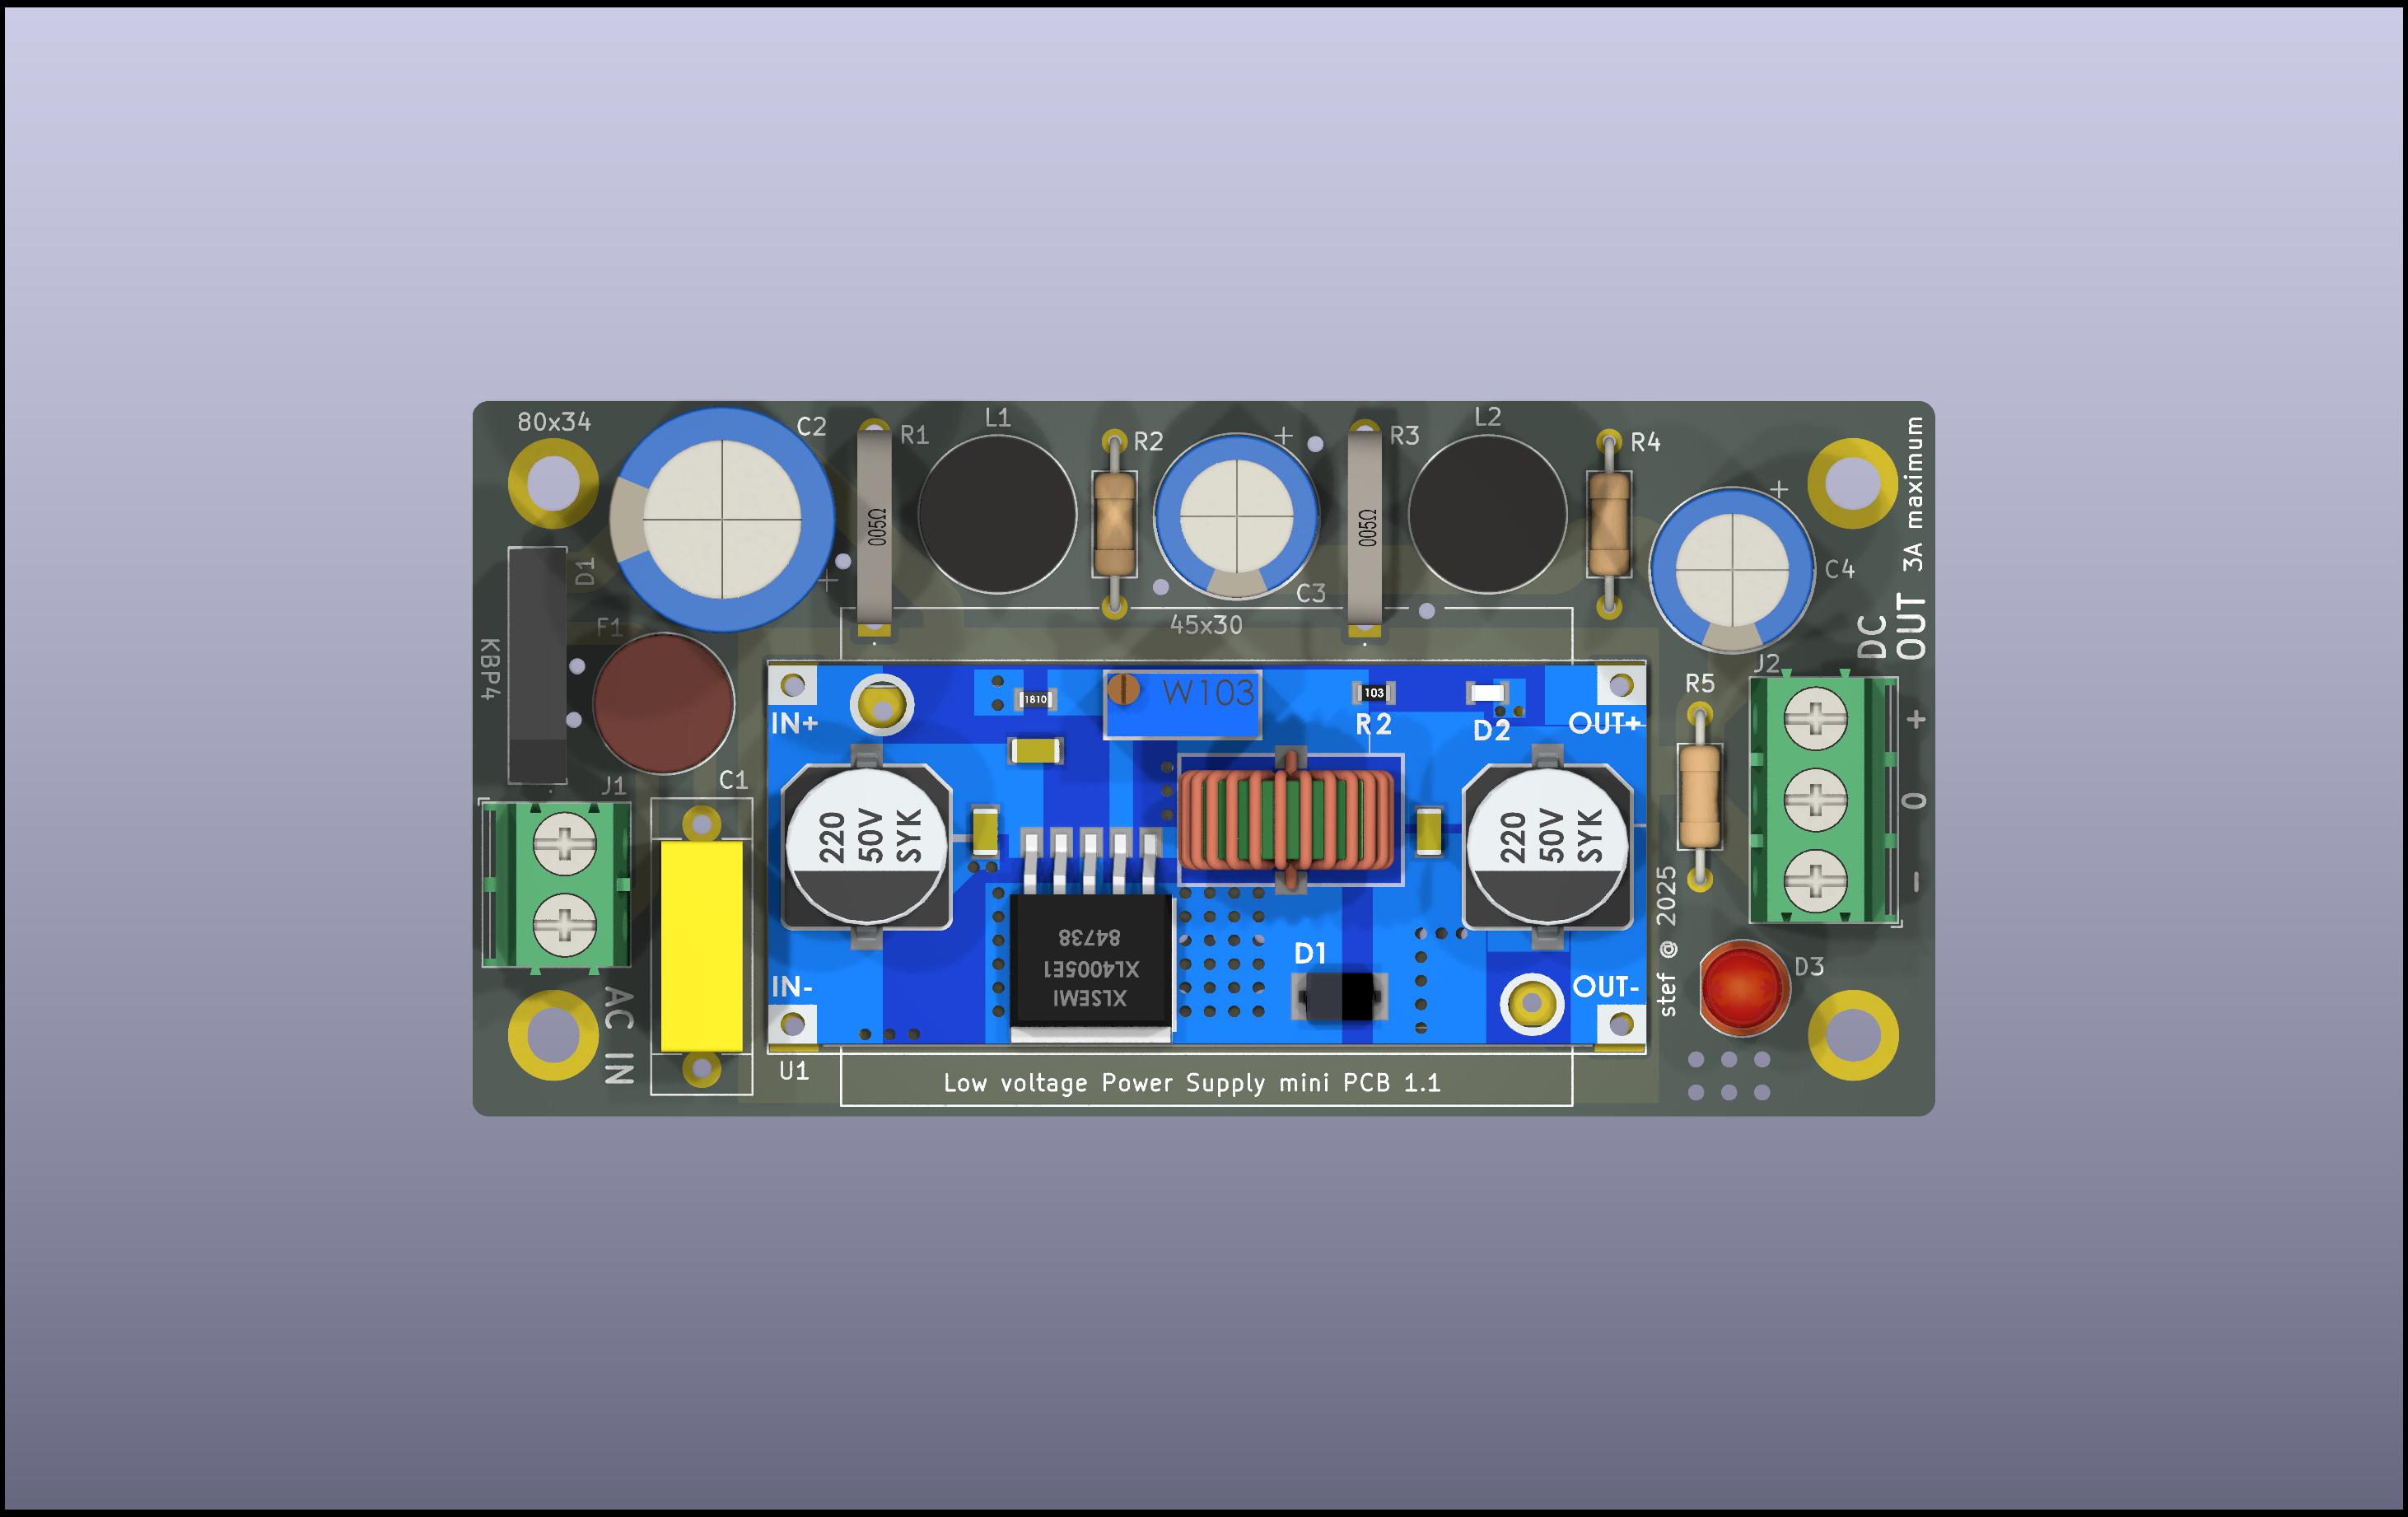 80x34
C2
R1
L1
R2
+
R3
L2
R4
+
3A maximum
005Ω
005Ω
D1
+
C3
C4
F1
45x30
DC
OUT
KBP4
J2
R5
IN+
1810
W103
103
R2
D2
OUT+
+
C1
J1
220
50V
SYK
220
50V
SYK
0
-
84738
XL4005E1
XLSEMI
D1
IN-
OUT-
stef @ 2025
D3
AC IN
U1
Low voltage Power Supply mini PCB 1.1